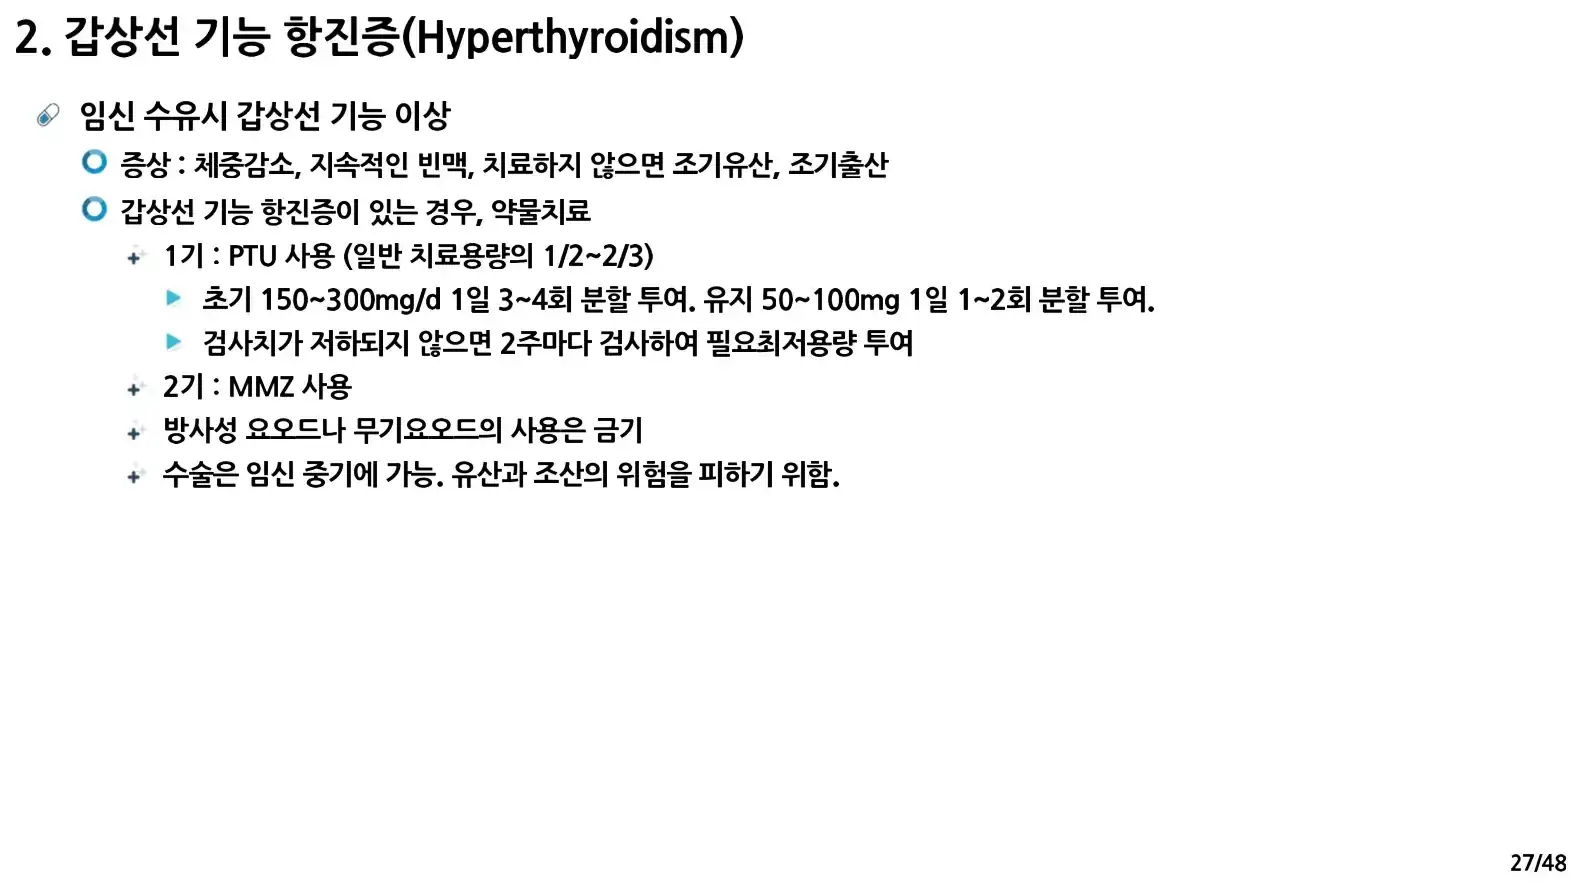 2. 갑상선 기능 항진증(Hyperthyroidism)
임신 수유시 갑상선 기능 이상
증상 : 체중감소, 지속적인 빈맥, 치료하지 않으면 조기유산, 조기출산
갑상선 기능 항진증이 있는 경우, 약물치료
1기 : PTU 사용 (일반 치료용량의 1/2~2/3)
초기 150~300mg/d 1일 3~4회 분할 투여. 유지 50~100mg 1일 1~2회 분할 투여.
검사치가 저하되지 않으면 2주마다 검사하여 필요최저용량 투여
2기 : MMZ 사용
방사성 요오드나 무기요오드의 사용은 금기
수술은 임신 중기에 가능. 유산과 조산의 위험을 피하기 위함.
27/48